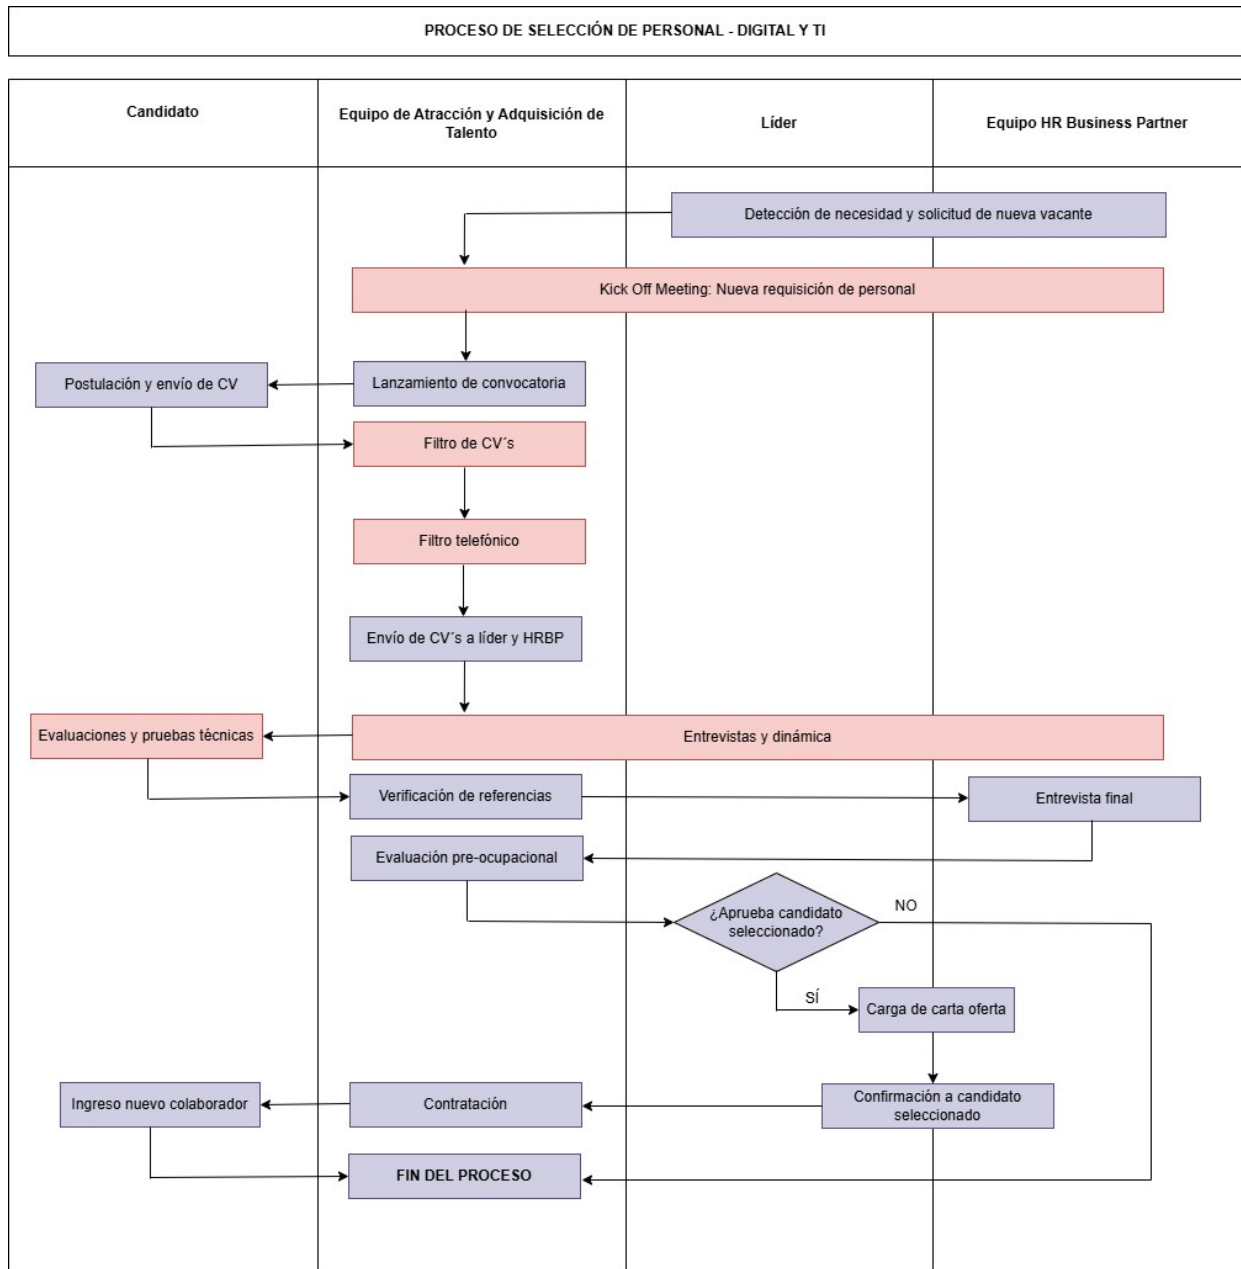 PROCESO DE SELECCIÓN DE PERSONAL - DIGITAL Y TI
Candidato
Equipo de Atracción y Adquisición de
Talento
Líder
Equipo HR Business Partner
Detección de necesidad y solicitud de nueva vacante
Kick Off Meeting: Nueva requisición de personal
Postulación y envío de CV
Lanzamiento de convocatoria
Filtro de CV´s
Filtro telefónico
Envío de CV´s a líder y HRBP
Evaluaciones y pruebas técnicas
Entrevistas y dinámica
Verificación de referencias
Entrevista final
Evaluación pre-ocupacional
¿Aprueba candidato
seleccionado?
NO
SÍ
Carga de carta oferta
Ingreso nuevo colaborador
Contratación
Confirmación a candidato
seleccionado
FIN DEL PROCESO